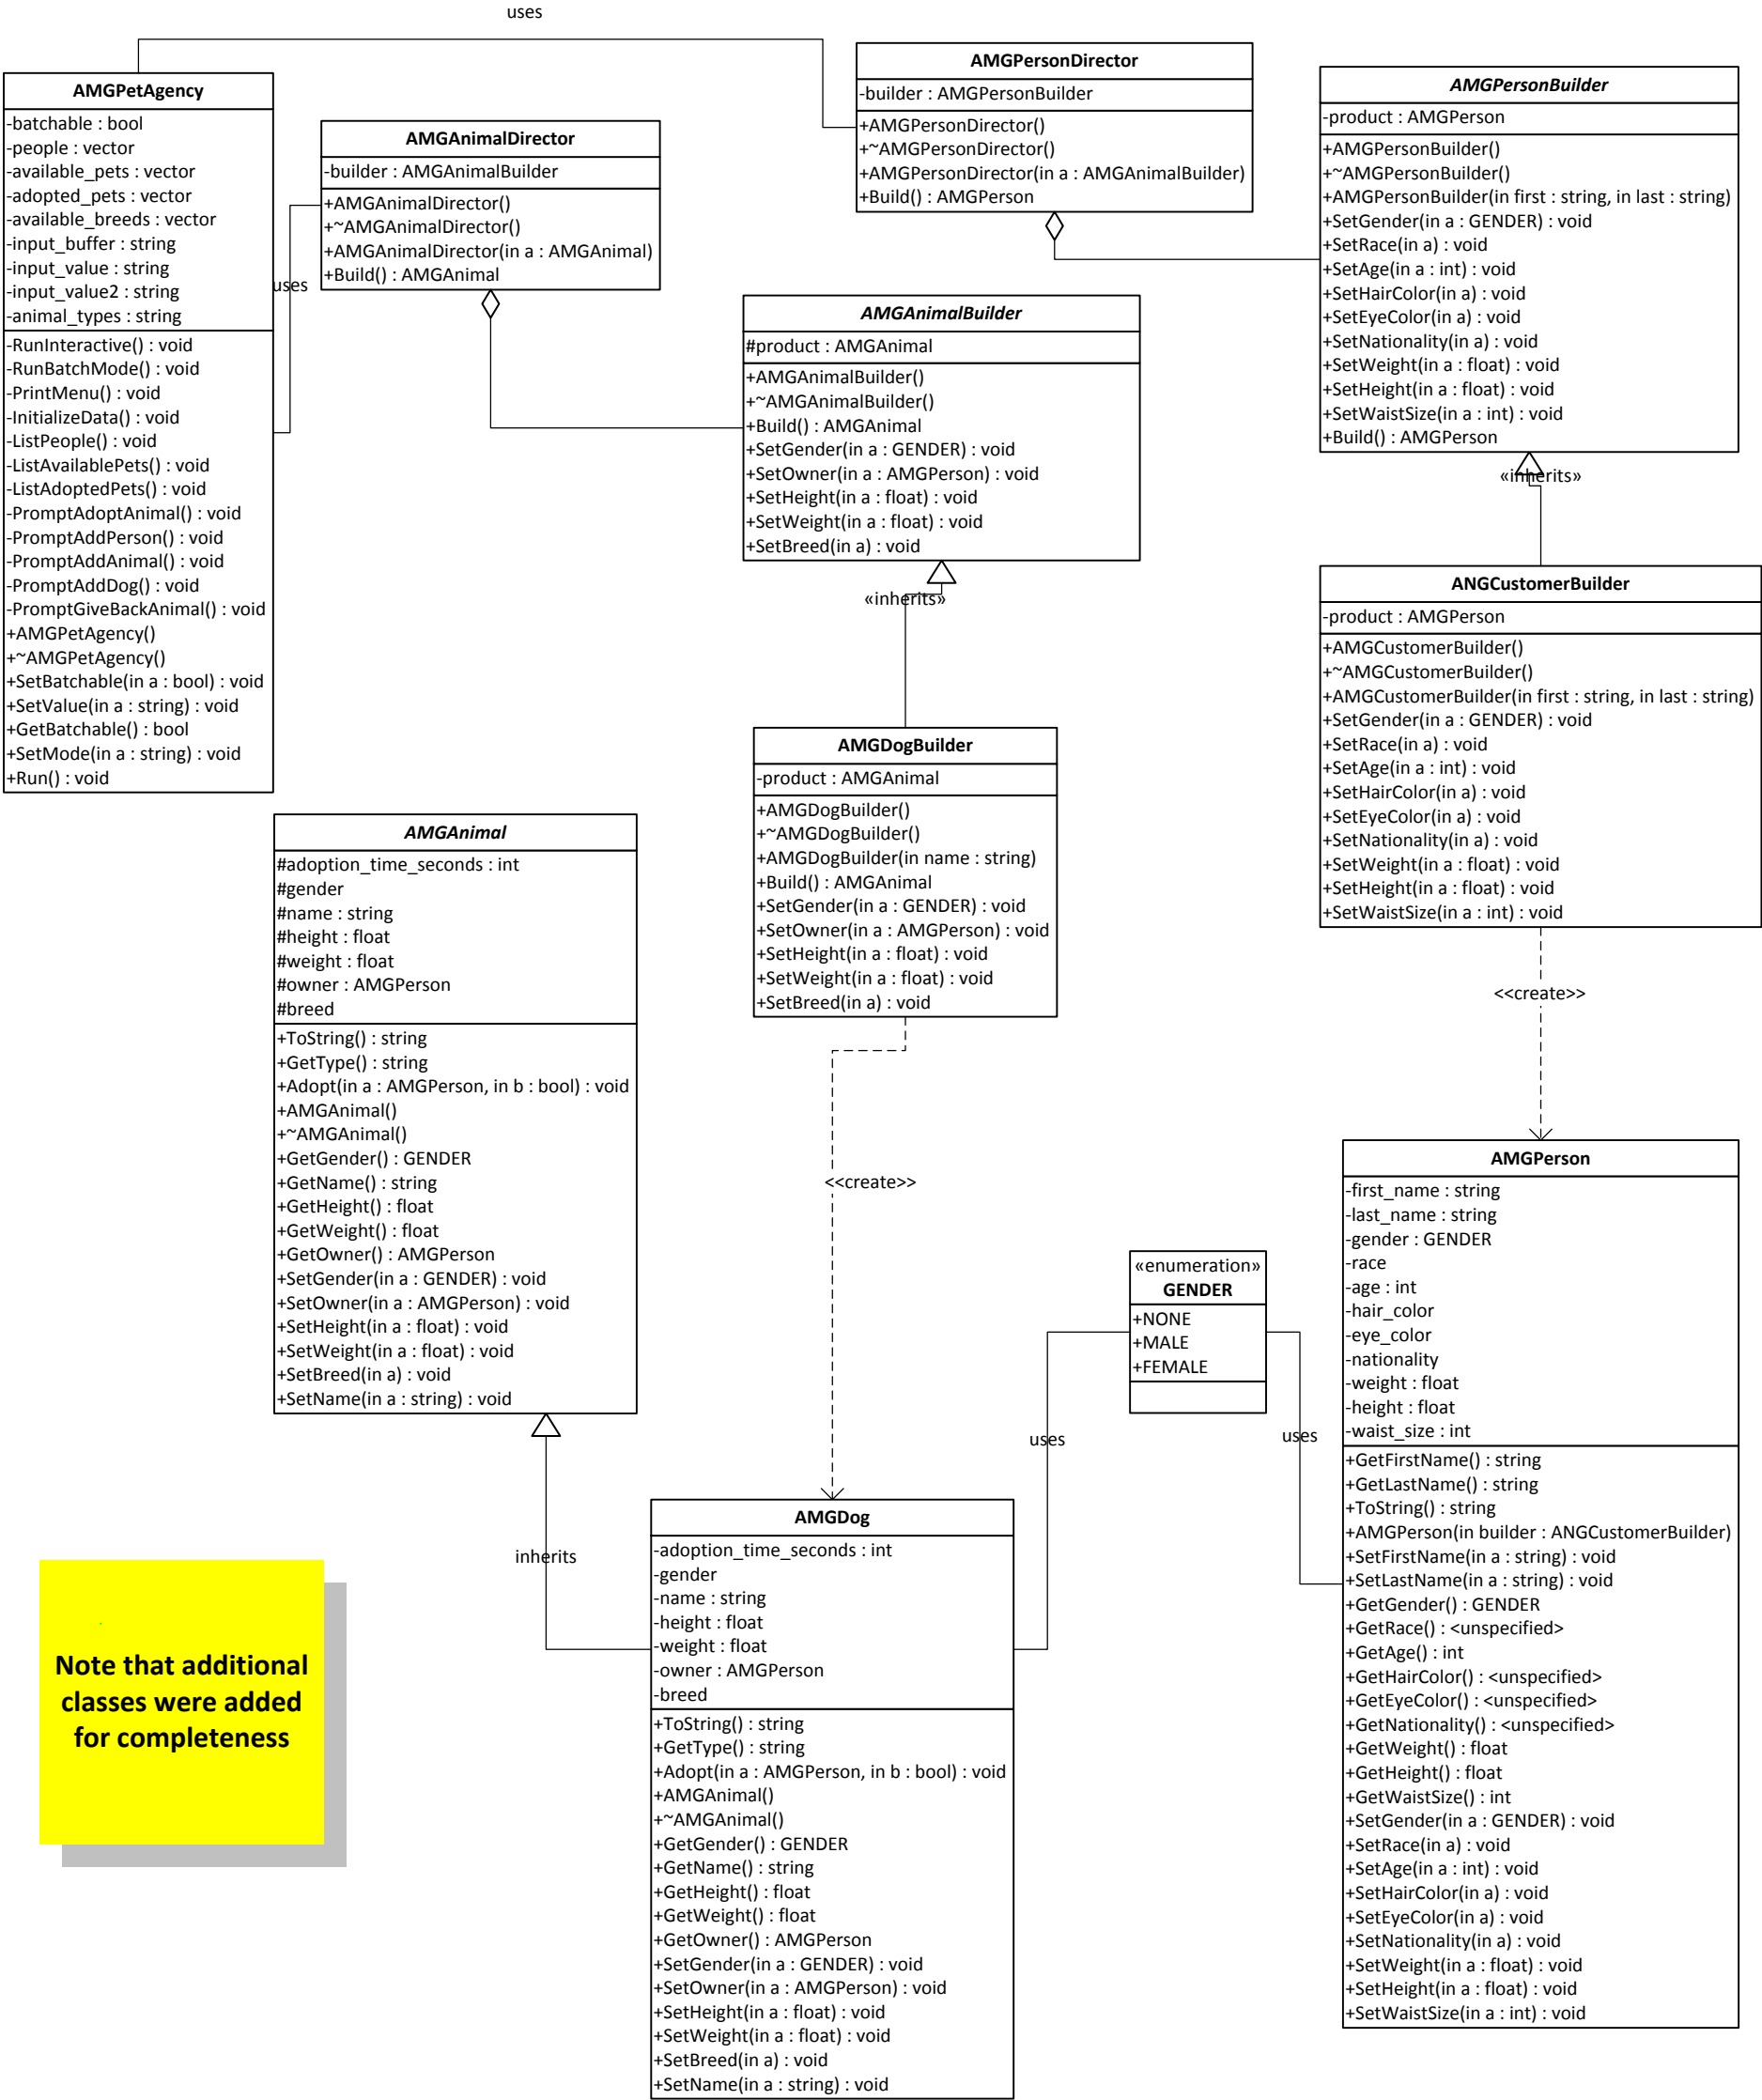 uses
AMGPetAgency
-batchable : bool
-people : vector
-available_pets : vector
-adopted_pets : vector
-available_breeds : vector
-input_buffer : string
-input_value : string
-input_value2 : string
-animal_types : string
-RunInteractive() : void
-RunBatchMode() : void
-PrintMenu() : void
-InitializeData() : void
-ListPeople() : void
-ListAvailablePets() : void
-ListAdoptedPets() : void
-PromptAdoptAnimal() : void
-PromptAddPerson() : void
-PromptAddAnimal() : void
-PromptAddDog() : void
-PromptGiveBackAnimal() : void
+AMGPetAgency()
+~AMGPetAgency()
+SetBatchable(in a : bool) : void
+SetValue(in a : string) : void
+GetBatchable() : bool
+SetMode(in a : string) : void
+Run() : void
uses
AMGAnimalDirector
-builder : AMGAnimalBuilder
+AMGAnimalDirector()
+~AMGAnimalDirector()
+AMGAnimalDirector(in a : AMGAnimal)
+Build() : AMGAnimal
AMGPersonDirector
-builder : AMGPersonBuilder
+AMGPersonDirector()
+~AMGPersonDirector()
+AMGPersonDirector(in a : AMGAnimalBuilder)
+Build() : AMGPerson
AMGPersonBuilder
-product : AMGPerson
+AMGPersonBuilder()
+~AMGPersonBuilder()
+AMGPersonBuilder(in first : string, in last : string)
+SetGender(in a : GENDER) : void
+SetRace(in a) : void
+SetAge(in a : int) : void
+SetHairColor(in a) : void
+SetEyeColor(in a) : void
+SetNationality(in a) : void
+SetWeight(in a : float) : void
+SetHeight(in a : float) : void
+SetWaistSize(in a : int) : void
+Build() : AMGPerson
«inherits»
AMGAnimalBuilder
#product : AMGAnimal
+AMGAnimalBuilder()
+~AMGAnimalBuilder()
+Build() : AMGAnimal
+SetGender(in a : GENDER) : void
+SetOwner(in a : AMGPerson) : void
+SetHeight(in a : float) : void
+SetWeight(in a : float) : void
+SetBreed(in a) : void
«inherits»
ANGCustomerBuilder
-product : AMGPerson
+AMGCustomerBuilder()
+~AMGCustomerBuilder()
+AMGCustomerBuilder(in first : string, in last : string)
+SetGender(in a : GENDER) : void
+SetRace(in a) : void
+SetAge(in a : int) : void
+SetHairColor(in a) : void
+SetEyeColor(in a) : void
+SetNationality(in a) : void
+SetWeight(in a : float) : void
+SetHeight(in a : float) : void
+SetWaistSize(in a : int) : void
<<create>>
AMGDogBuilder
-product : AMGAnimal
+AMGDogBuilder()
+~AMGDogBuilder()
+AMGDogBuilder(in name : string)
+Build() : AMGAnimal
+SetGender(in a : GENDER) : void
+SetOwner(in a : AMGPerson) : void
+SetHeight(in a : float) : void
+SetWeight(in a : float) : void
+SetBreed(in a) : void
<<create>>
AMGAnimal
#adoption_time_seconds : int
#gender
#name : string
#height : float
#weight : float
#owner : AMGPerson
#breed
+ToString() : string
+GetType() : string
+Adopt(in a : AMGPerson, in b : bool) : void
+AMGAnimal()
+~AMGAnimal()
+GetGender() : GENDER
+GetName() : string
+GetHeight() : float
+GetWeight() : float
+GetOwner() : AMGPerson
+SetGender(in a : GENDER) : void
+SetOwner(in a : AMGPerson) : void
+SetHeight(in a : float) : void
+SetWeight(in a : float) : void
+SetBreed(in a) : void
+SetName(in a : string) : void
inherits
«enumeration»
GENDER
+NONE
+MALE
+FEMALE
uses
uses
AMGPerson
-first_name : string
-last_name : string
-gender : GENDER
-race
-age : int
-hair_color
-eye_color
-nationality
-weight : float
-height : float
-waist_size : int
+GetFirstName() : string
+GetLastName() : string
+ToString() : string
+AMGPerson(in builder : ANGCustomerBuilder)
+SetFirstName(in a : string) : void
+SetLastName(in a : string) : void
+GetGender() : GENDER
+GetRace() : <unspecified>
+GetAge() : int
+GetHairColor() : <unspecified>
+GetEyeColor() : <unspecified>
+GetNationality() : <unspecified>
+GetWeight() : float
+GetHeight() : float
+GetWaistSize() : int
+SetGender(in a : GENDER) : void
+SetRace(in a) : void
+SetAge(in a : int) : void
+SetHairColor(in a) : void
+SetEyeColor(in a) : void
+SetNationality(in a) : void
+SetWeight(in a : float) : void
+SetHeight(in a : float) : void
+SetWaistSize(in a : int) : void
AMGDog
-adoption_time_seconds : int
-gender
-name : string
-height : float
-weight : float
-owner : AMGPerson
-breed
+ToString() : string
+GetType() : string
+Adopt(in a : AMGPerson, in b : bool) : void
+AMGAnimal()
+~AMGAnimal()
+GetGender() : GENDER
+GetName() : string
+GetHeight() : float
+GetWeight() : float
+GetOwner() : AMGPerson
+SetGender(in a : GENDER) : void
+SetOwner(in a : AMGPerson) : void
+SetHeight(in a : float) : void
+SetWeight(in a : float) : void
+SetBreed(in a) : void
+SetName(in a : string) : void
Note that additional
classes were added
for completeness